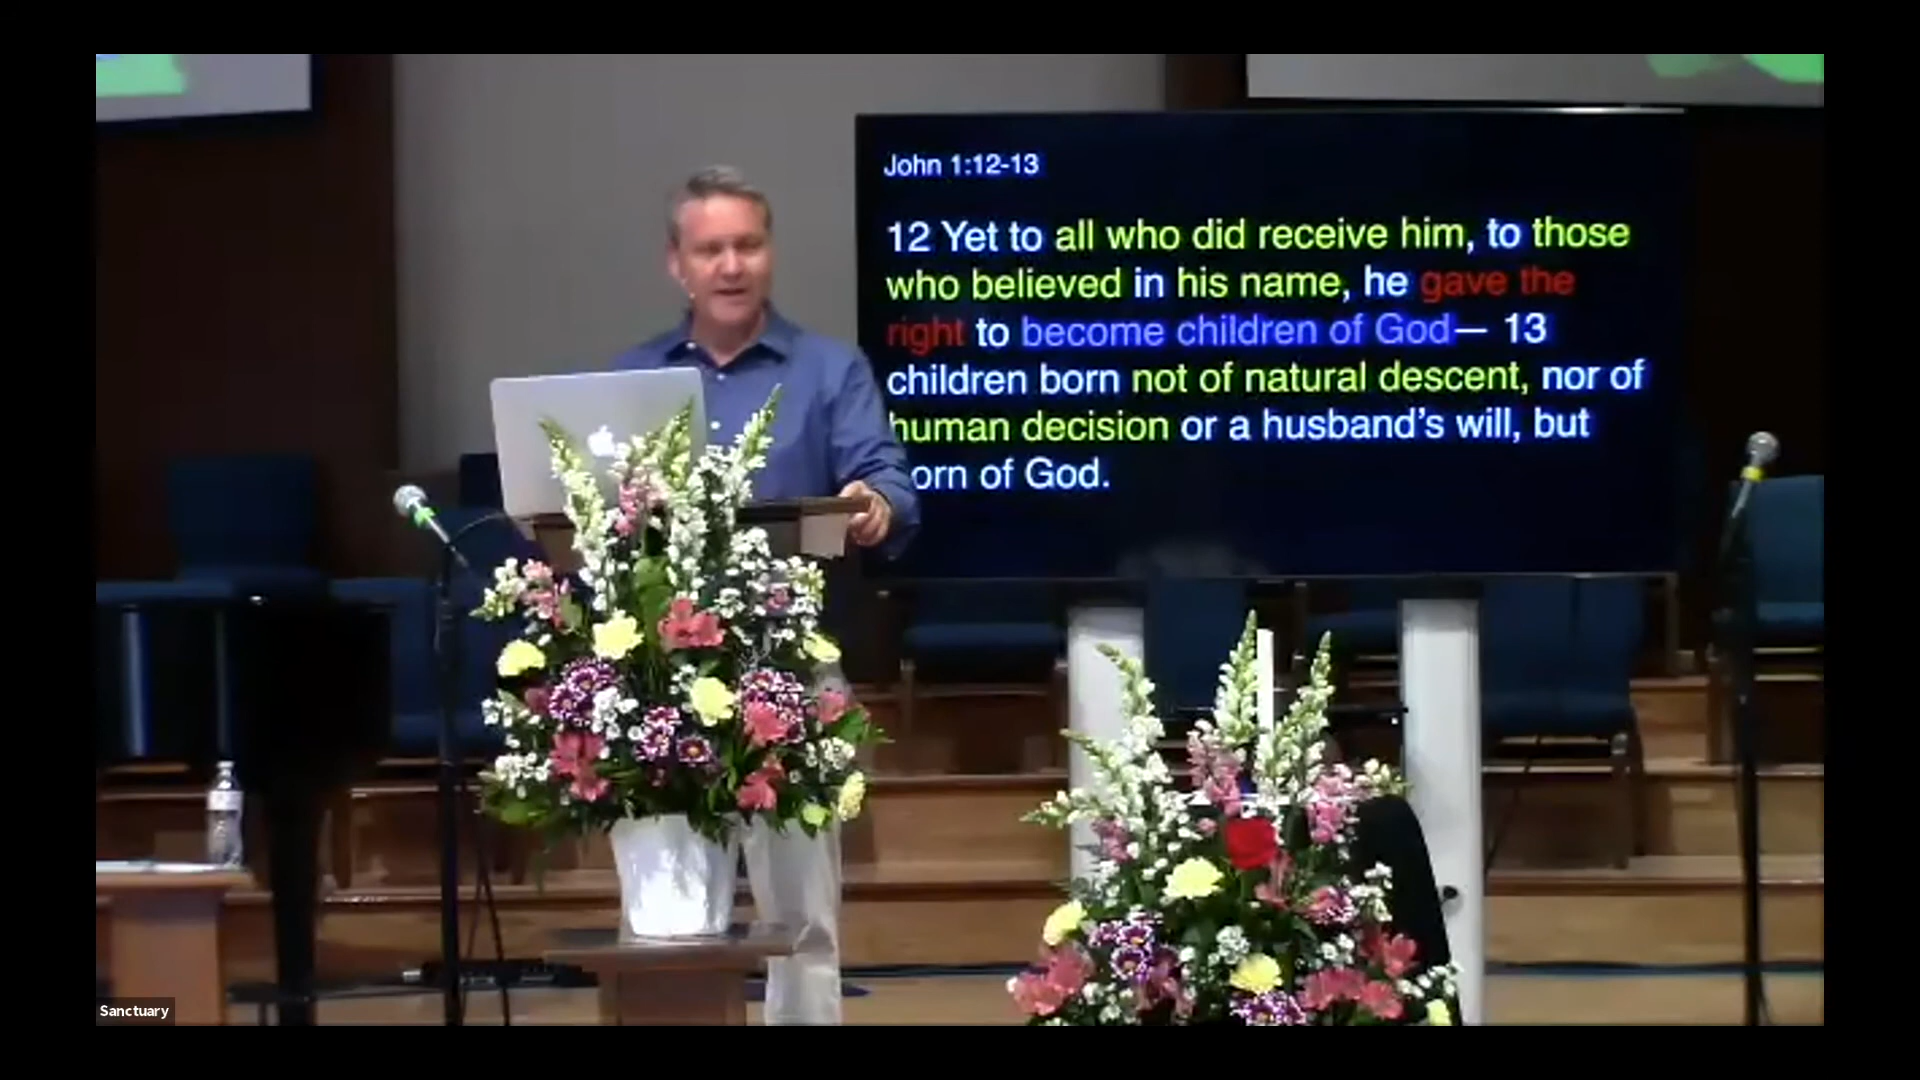 John 1:12-13
12 Yet to all who did receive him, to those
who believed in his name, he gave the
right to become children of God— 13
children born not of natural descent, nor of
human decision or a husband's will, but
orn of God.
Sanctuary